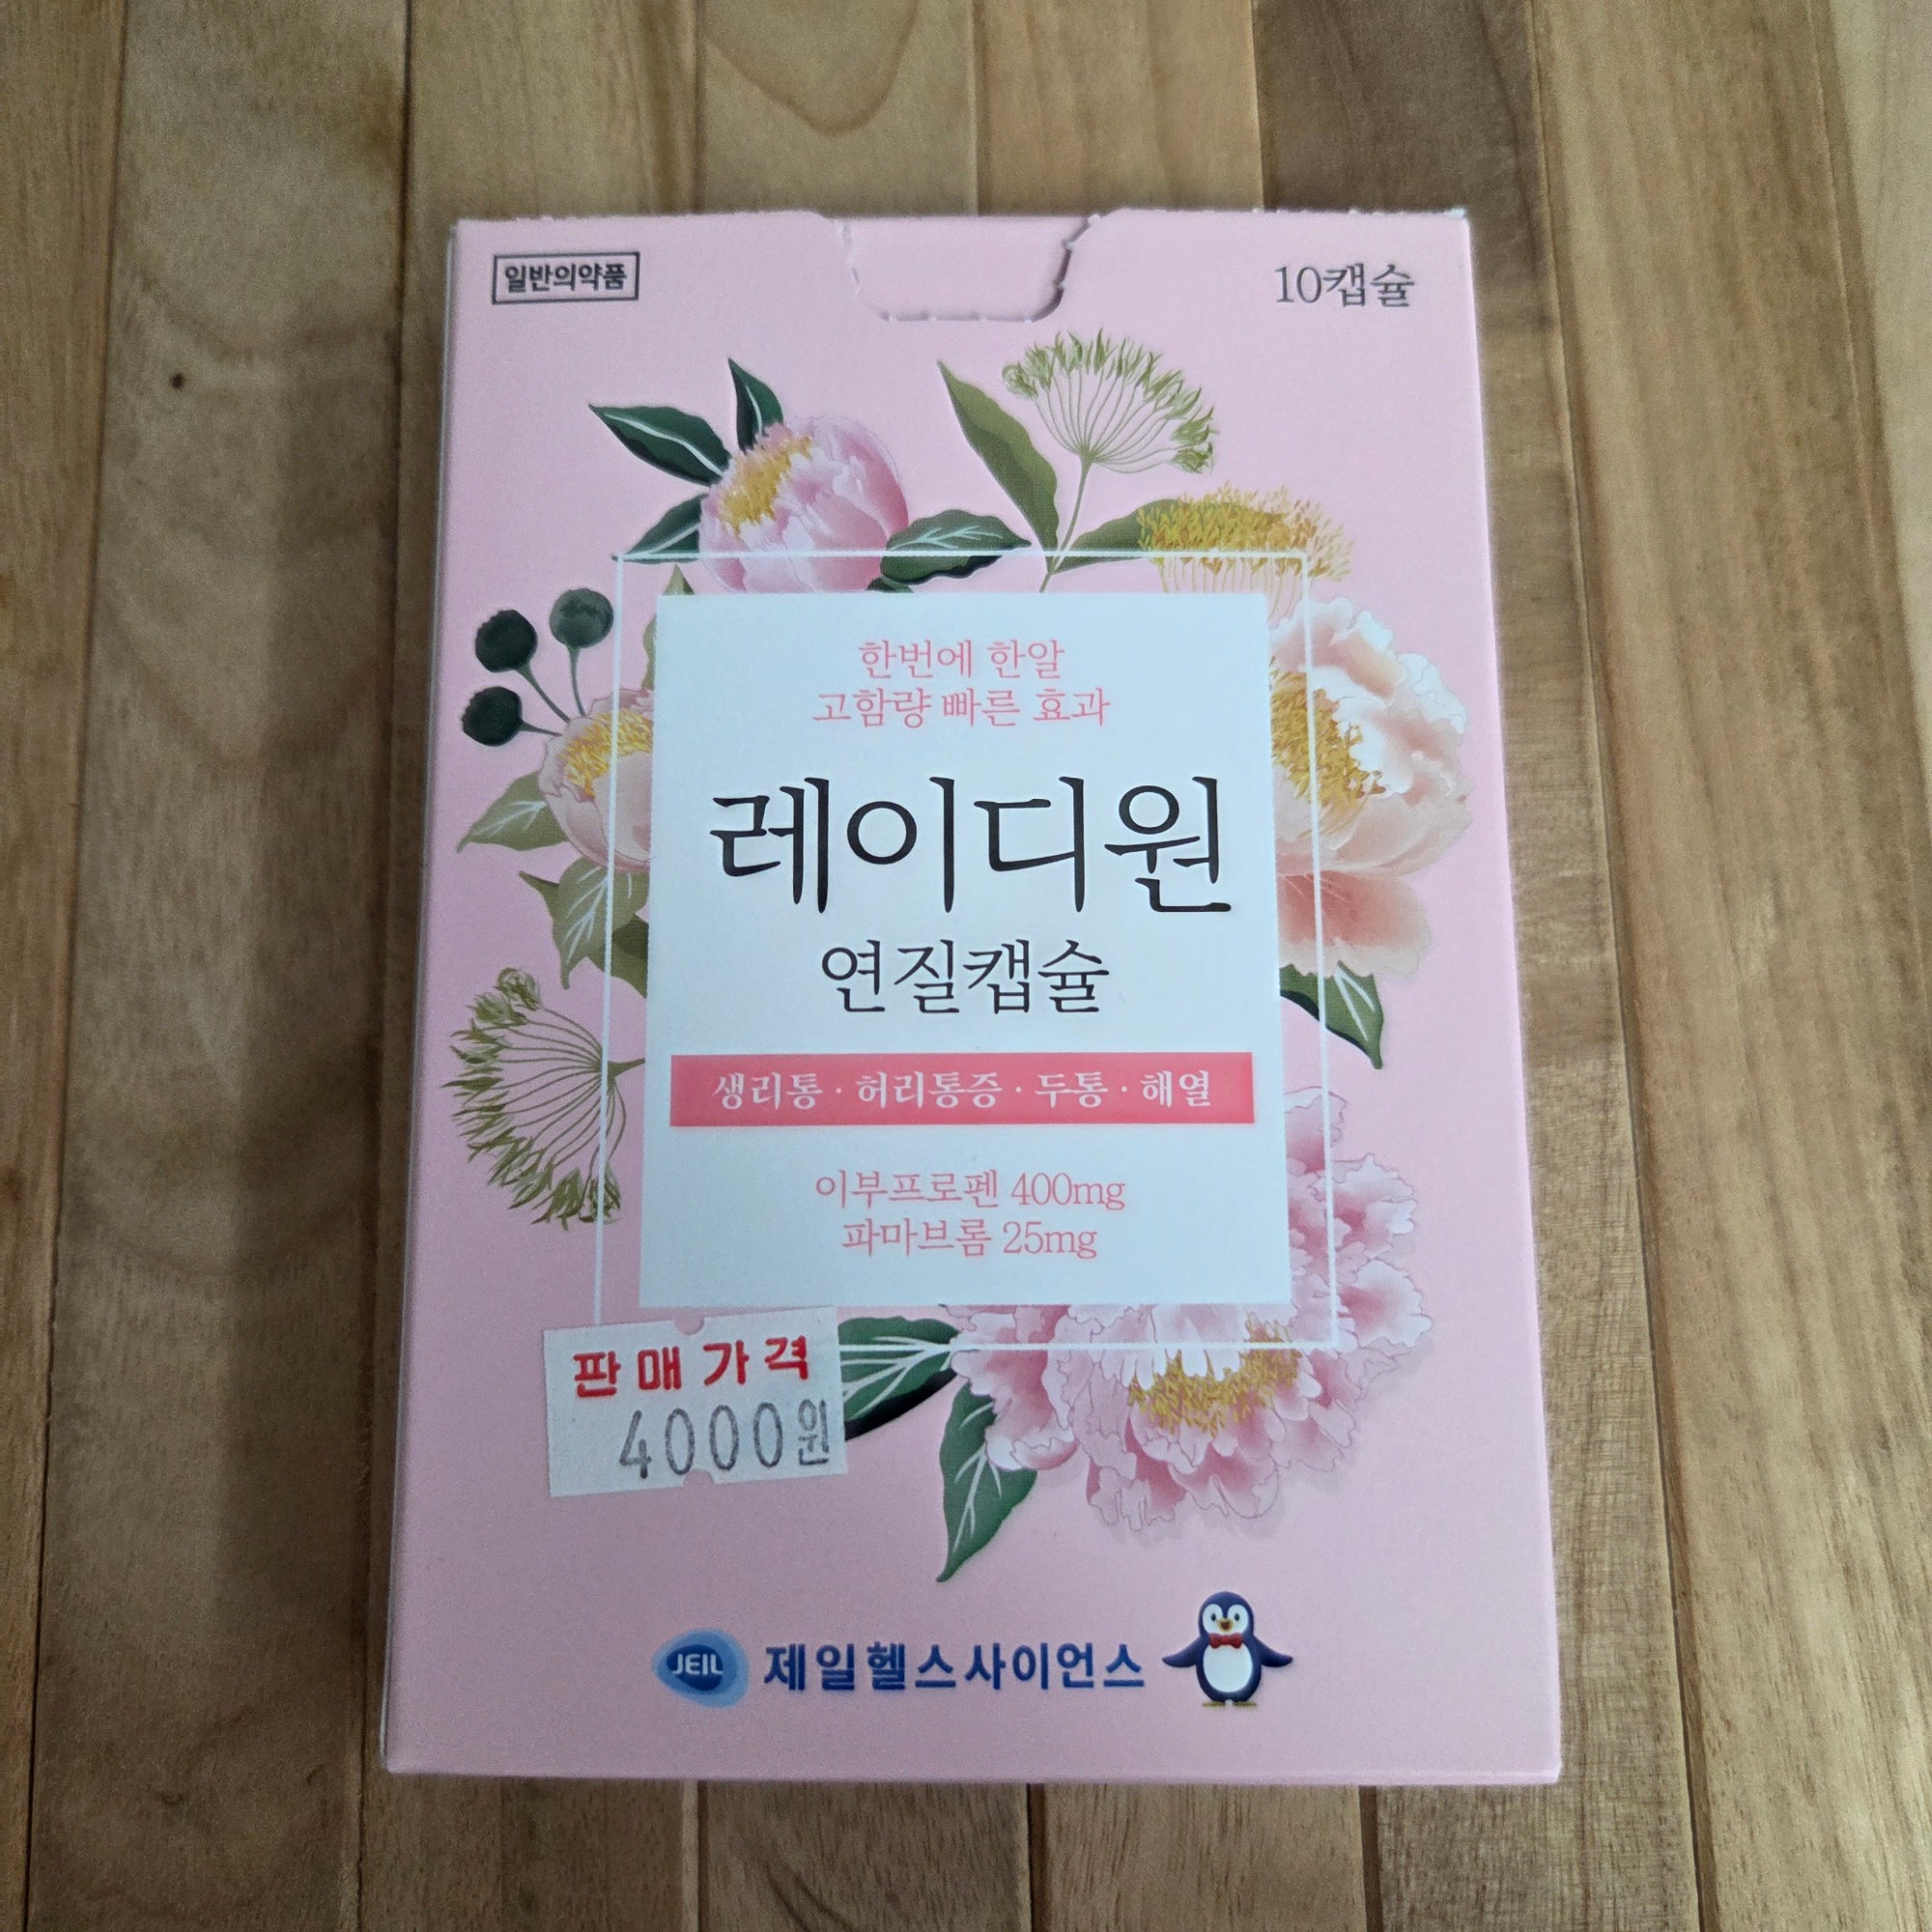 일반의약품
10캡슐
한번에 한알
고함량 빠른 효과
레이디원
연질캡슐
생리통 · 허리통증 · 두통 · 해열
이부프로펜 400mg
파마브롬 25mg
판매가격
4000원
JEIL 제일헬스사이언스